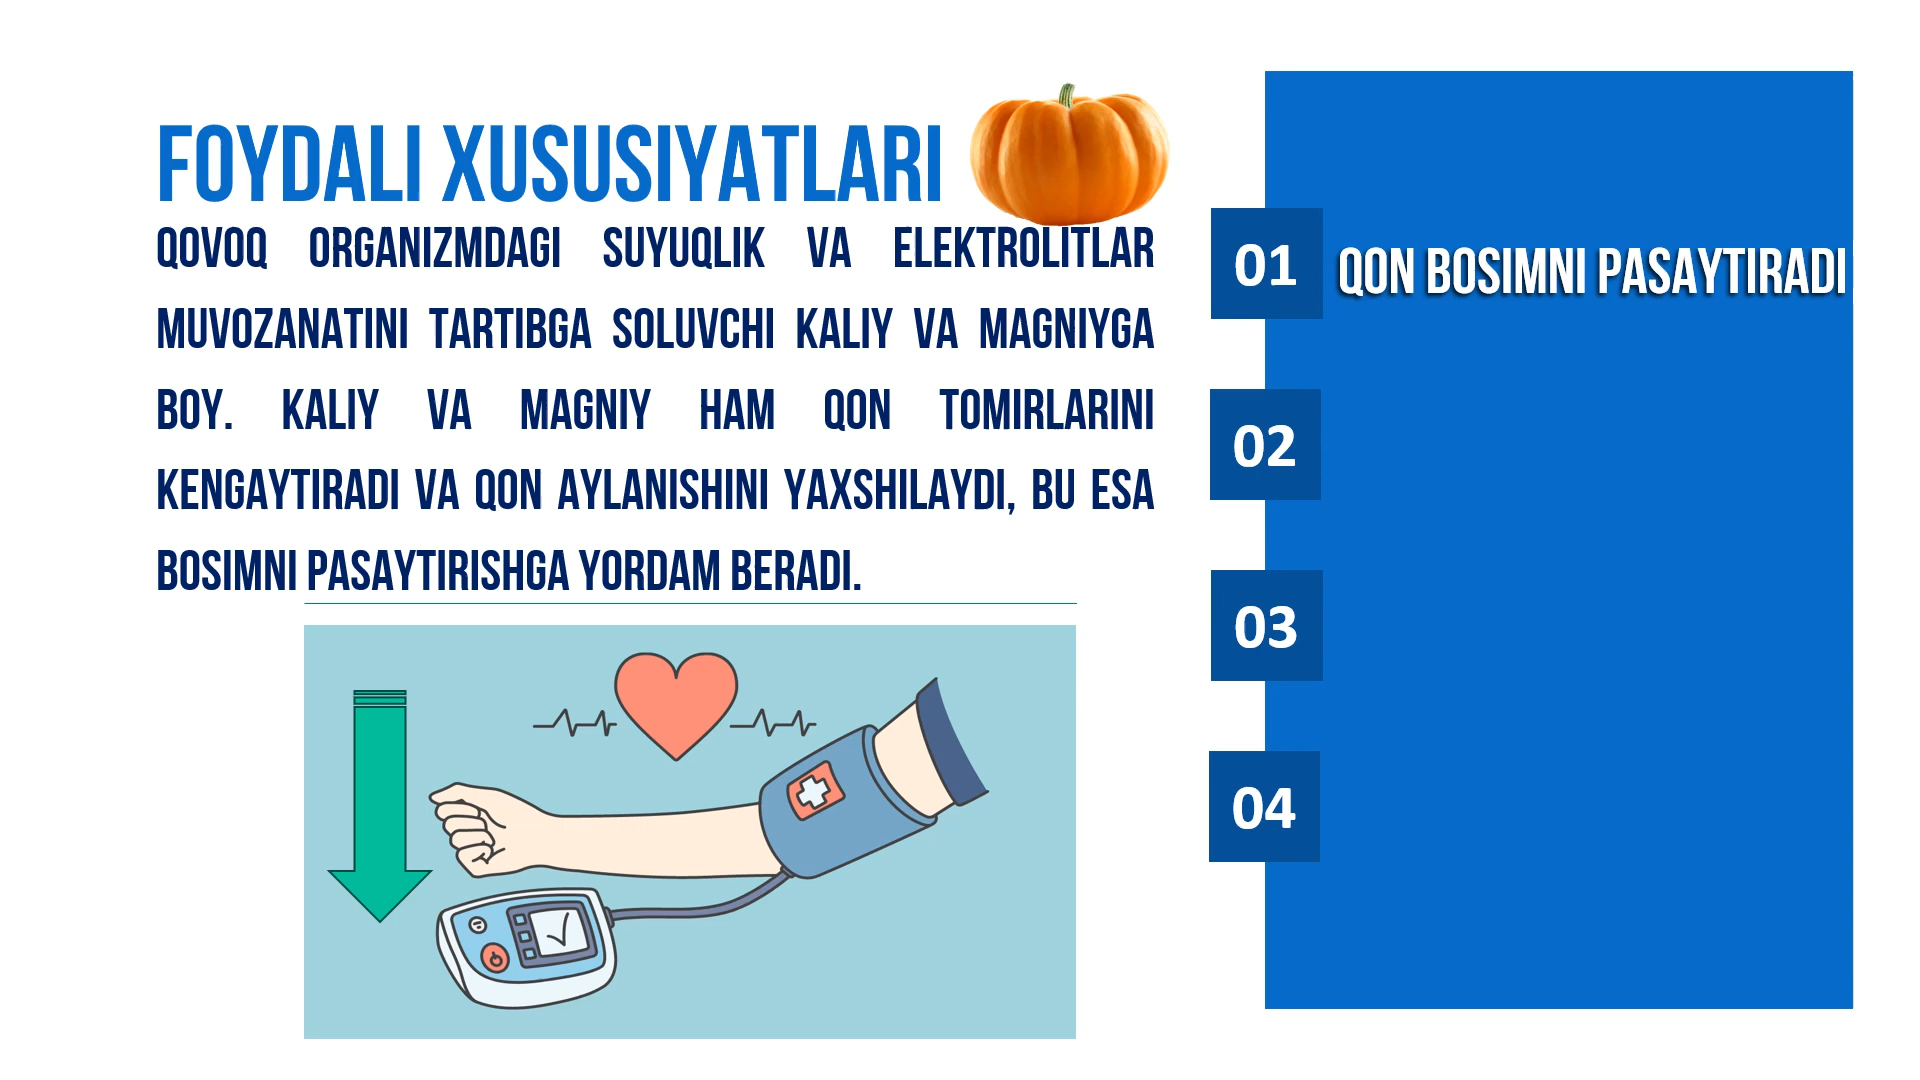 FOYDALI XUSUSIYATLARI
QOVOQ ORGANIZMDAGI SUYUQLIK VA ELEKTROLITLAR
MUVOZANATINI TARTIBGA SOLUVCHI KALIY VA MAGNIYGA
BOY. KALIY VA MAGNIY HAM QON TOMIRLARINI
KENGAYTIRADI VA QON AYLANISHINI YAXSHILAYDI, BU ESA
BOSIMNI PASAYTIRISHGA YORDAM BERADI.
01 QON BOSIMNI PASAYTIRADI
02
03
04